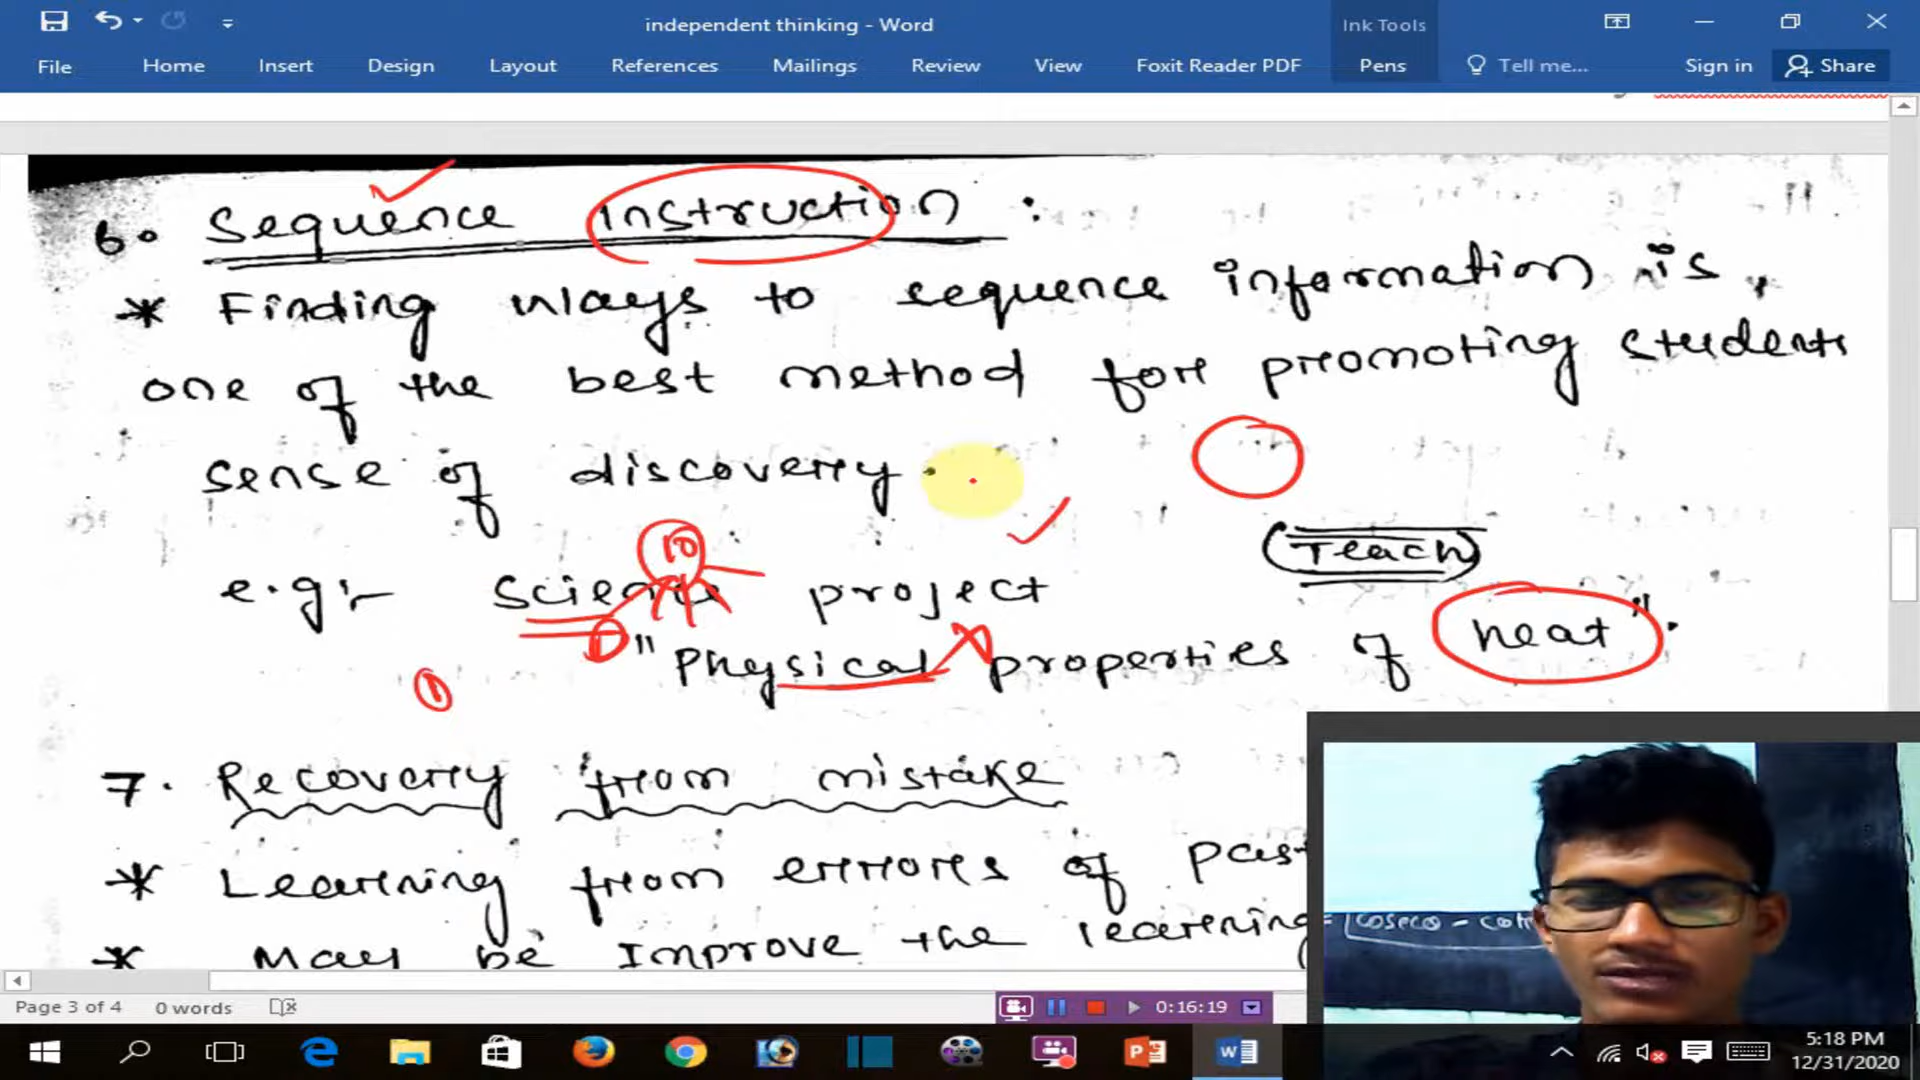 independent thinking - Word
Ink Tools
File Home Insert Design Layout References Mailings Review View Foxit Reader PDF Pens Tell me... Sign in Share
6. Sequence Instruction :
* Finding ways to sequence information is
one of the best method for promoting students
sense of discovery.
10
(Teach)
e.g:- Science project
1 "Physical properties of heat".
1
7. Recovery from mistake
* Learning from errors of past
* May be Improve the learning
Page 3 of 4 0 words
0:16:19
5:18 PM
12/31/2020